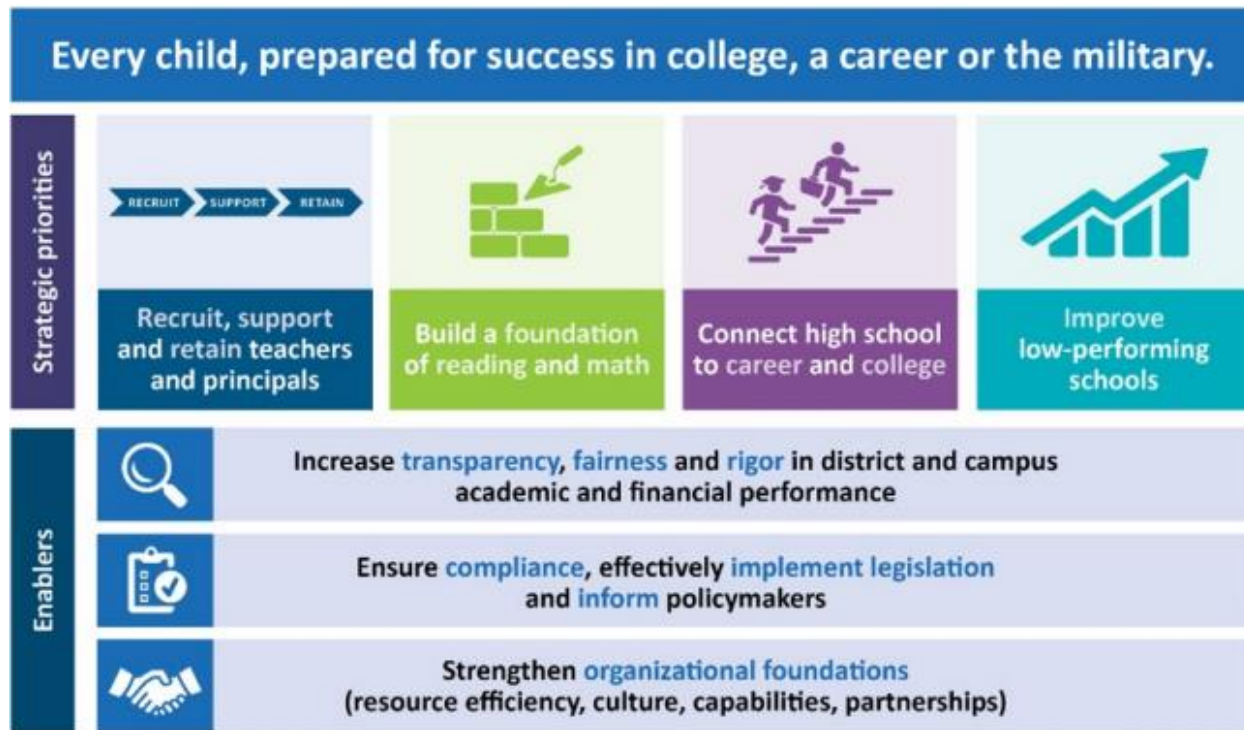 Every child, prepared for success in college, a career or the military.
Strategic priorities
RECRUIT SUPPORT RETAIN
Recruit, support
and retain teachers
and principals
Build a foundation
of reading and math
Connect high school
to career and college
Improve
low-performing
schools
Enablers
Increase transparency, fairness and rigor in district and campus
academic and financial performance
Ensure compliance, effectively implement legislation
and inform policymakers
Strengthen organizational foundations
(resource efficiency, culture, capabilities, partnerships)